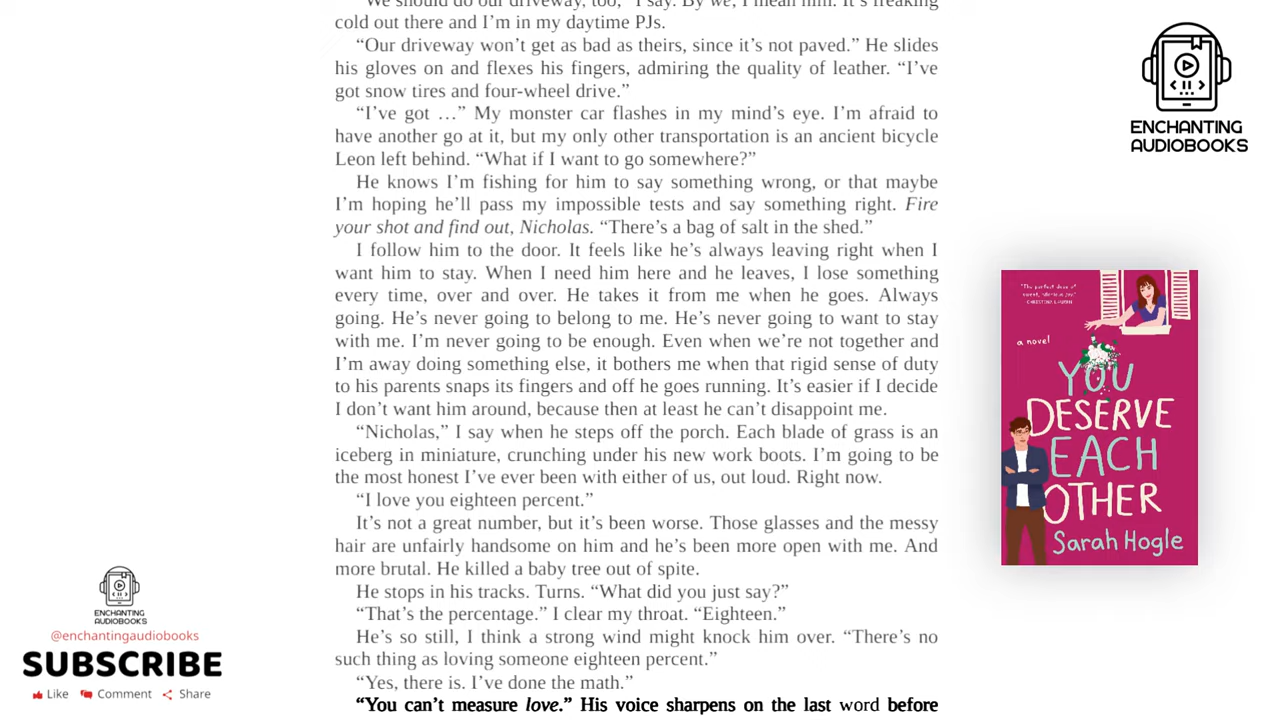 "We should do our driveway, too," I say. By we, I mean him. It's freaking
cold out there and I'm in my daytime PJs.
"Our driveway won't get as bad as theirs, since it's not paved." He slides
his gloves on and flexes his fingers, admiring the quality of leather. "I've
got snow tires and four-wheel drive."
"I've got …" My monster car flashes in my mind's eye. I'm afraid to
have another go at it, but my only other transportation is an ancient bicycle
Leon left behind. "What if I want to go somewhere?"
He knows I'm fishing for him to say something wrong, or that maybe
I'm hoping he'll pass my impossible tests and say something right. Fire
your shot and find out, Nicholas. "There's a bag of salt in the shed."
I follow him to the door. It feels like he's always leaving right when I
want him to stay. When I need him here and he leaves, I lose something
every time, over and over. He takes it from me when he goes. Always
going. He's never going to belong to me. He's never going to want to stay
with me. I'm never going to be enough. Even when we're not together and
I'm away doing something else, it bothers me when that rigid sense of duty
to his parents snaps its fingers and off he goes running. It's easier if I decide
I don't want him around, because then at least he can't disappoint me.
"Nicholas," I say when he steps off the porch. Each blade of grass is an
iceberg in miniature, crunching under his new work boots. I'm going to be
the most honest I've ever been with either of us, out loud. Right now.
"I love you eighteen percent."
It's not a great number, but it's been worse. Those glasses and the messy
hair are unfairly handsome on him and he's been more open with me. And
more brutal. He killed a baby tree out of spite.
He stops in his tracks. Turns. "What did you just say?"
"That's the percentage." I clear my throat. "Eighteen."
He's so still, I think a strong wind might knock him over. "There's no
such thing as loving someone eighteen percent."
"Yes, there is. I've done the math."
"You can't measure love." His voice sharpens on the last word before
ENCHANTING
AUDIOBOOKS
a novel
YOU
DESERVE
EACH
OTHER
Sarah Hogle
ENCHANTING
AUDIOBOOKS
@enchantingaudiobooks
SUBSCRIBE
Like Comment Share